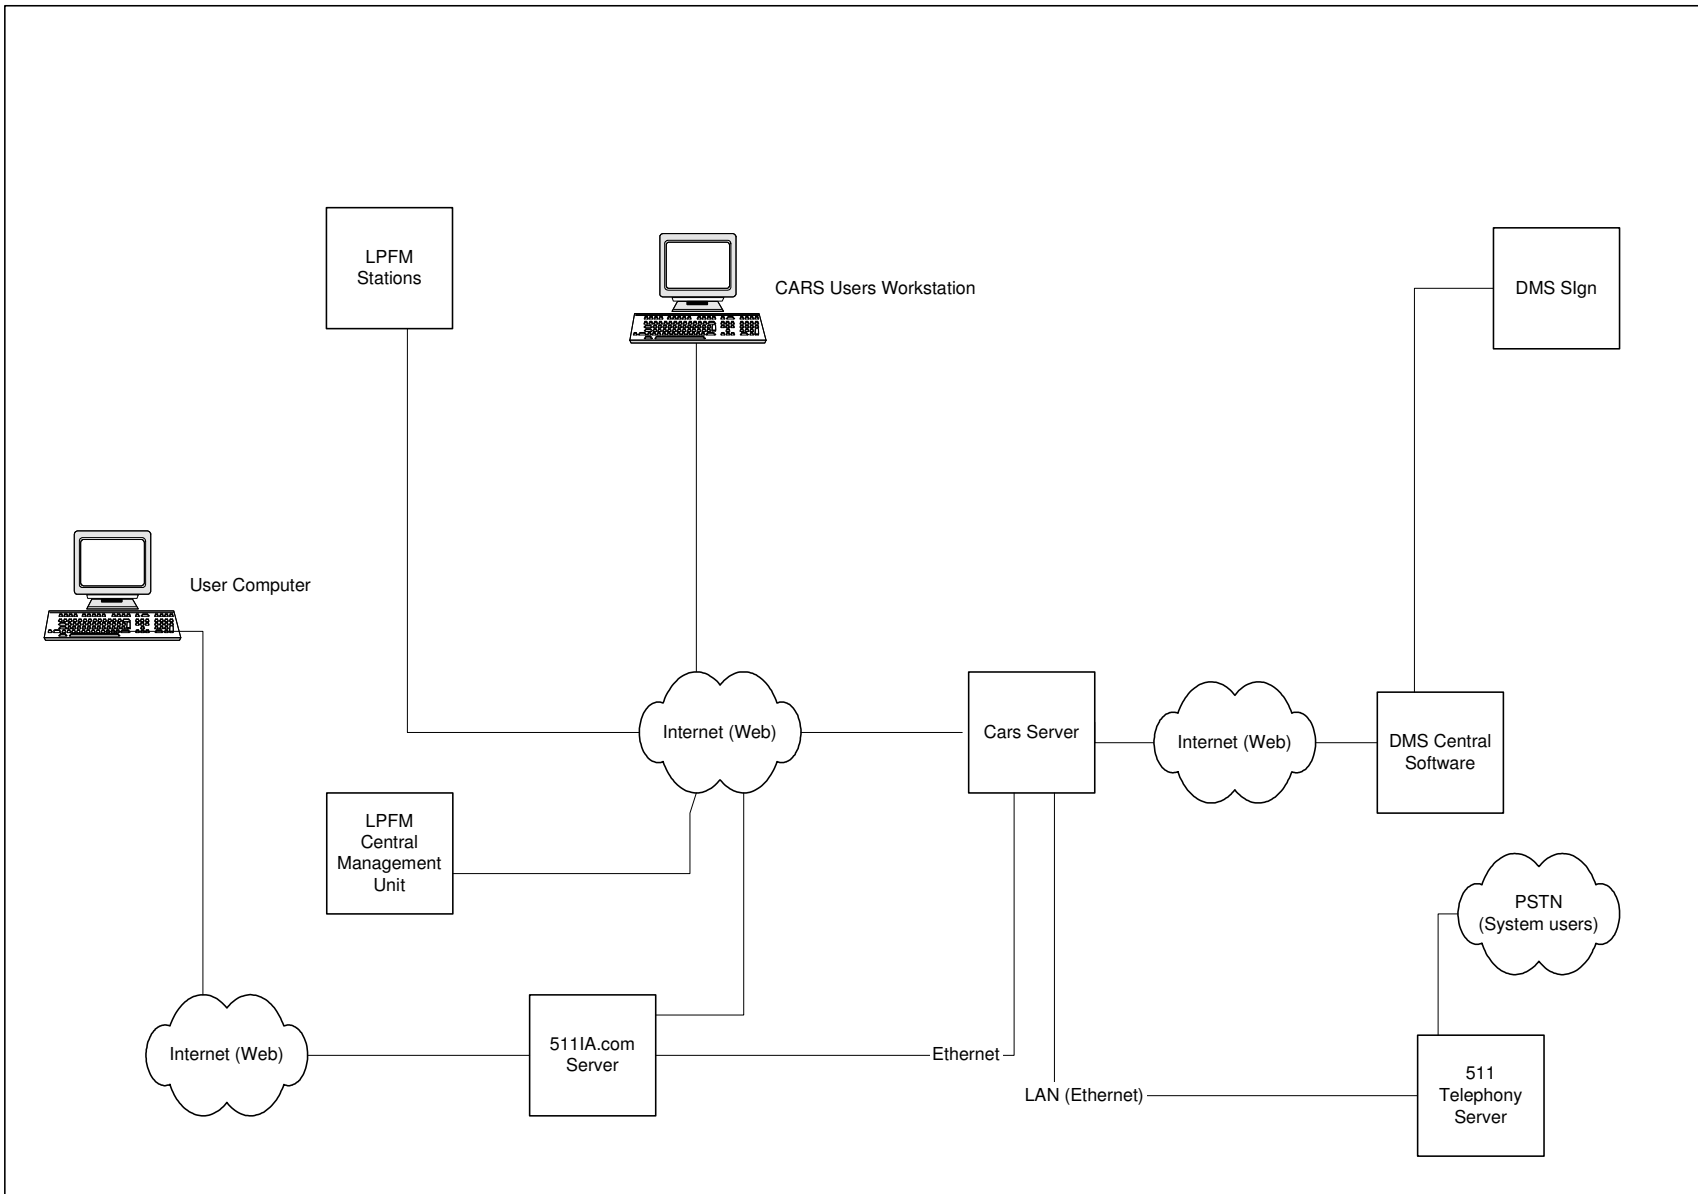 LPFM
Stations
CARS Users Workstation
DMS SIgn
User Computer
Internet (Web)
Cars Server
Internet (Web)
DMS Central
Software
LPFM
Central
Management
Unit
PSTN
(System users)
Internet (Web)
511IA.com
Server
Ethernet
LAN (Ethernet)
511
Telephony
Server